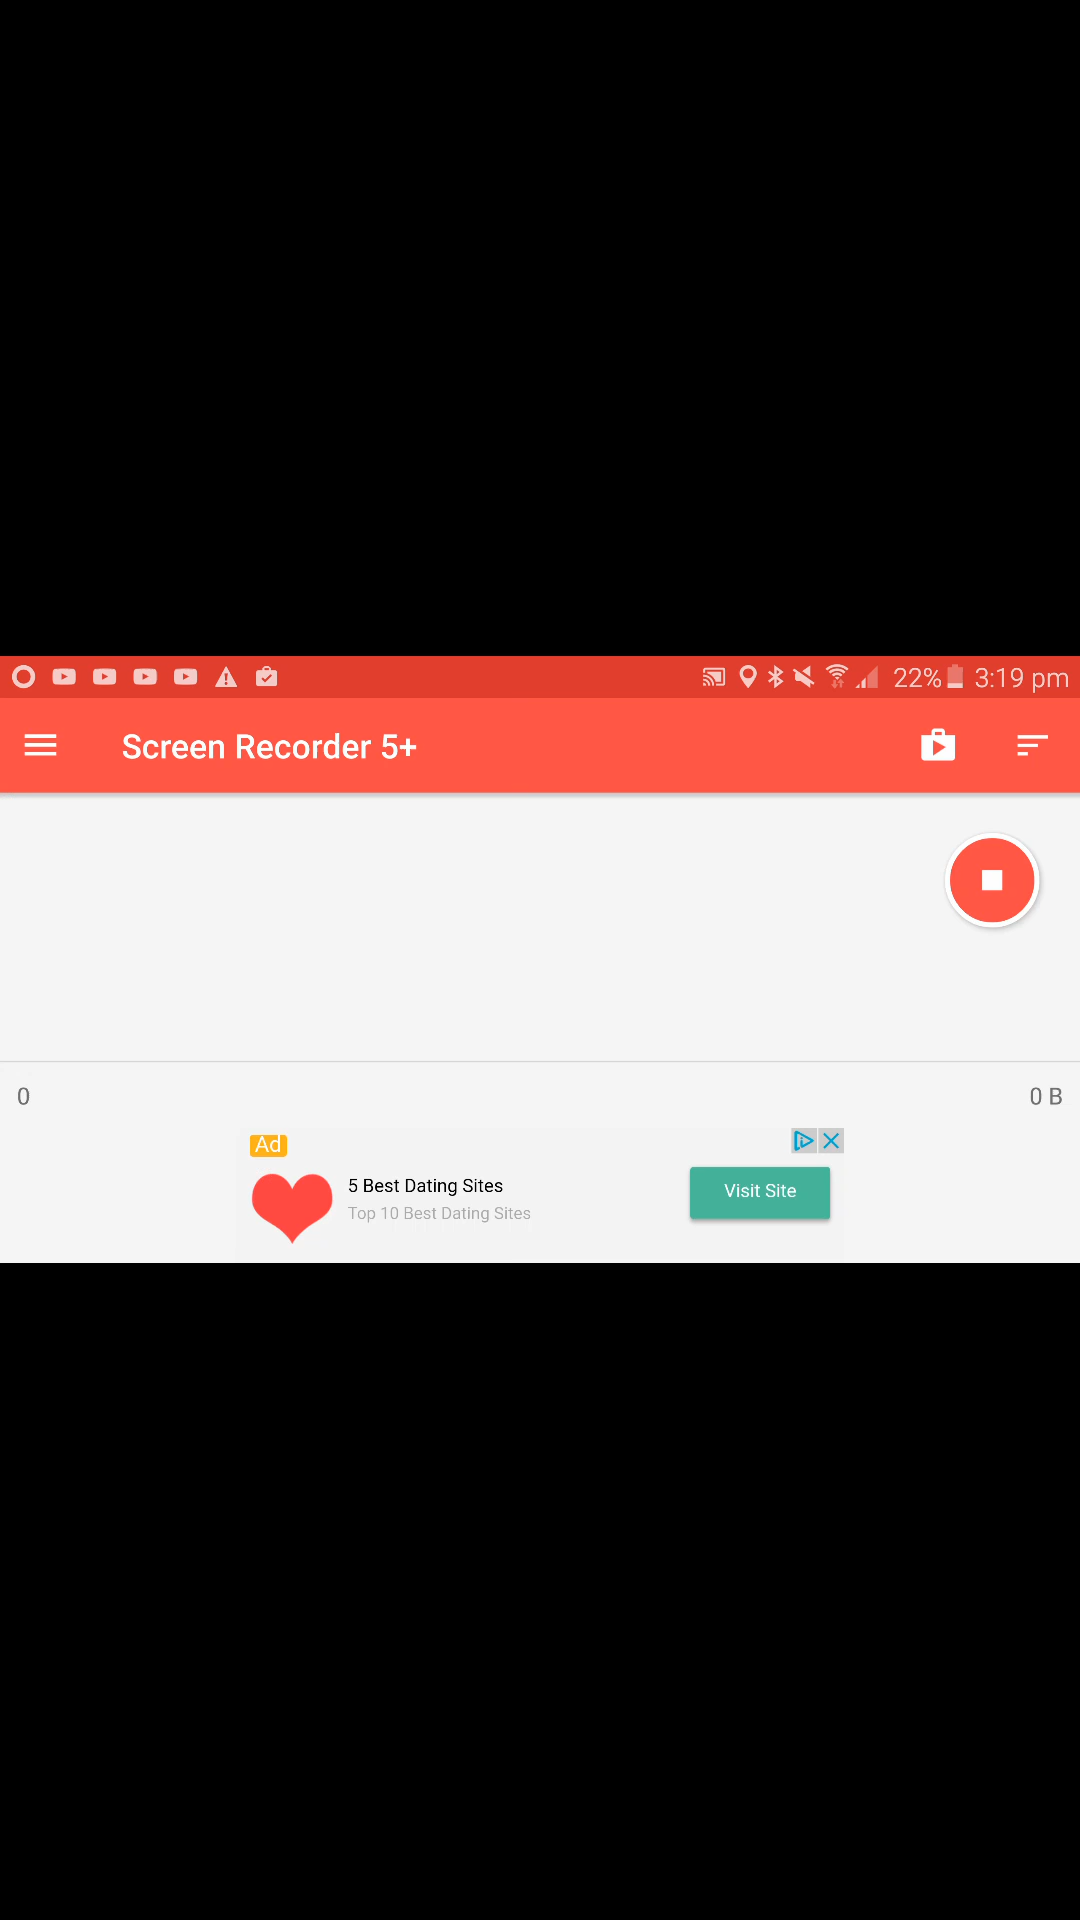 22% 3:19 pm
Screen Recorder 5+
0 0 B
Ad
5 Best Dating Sites
Top 10 Best Dating Sites
Visit Site